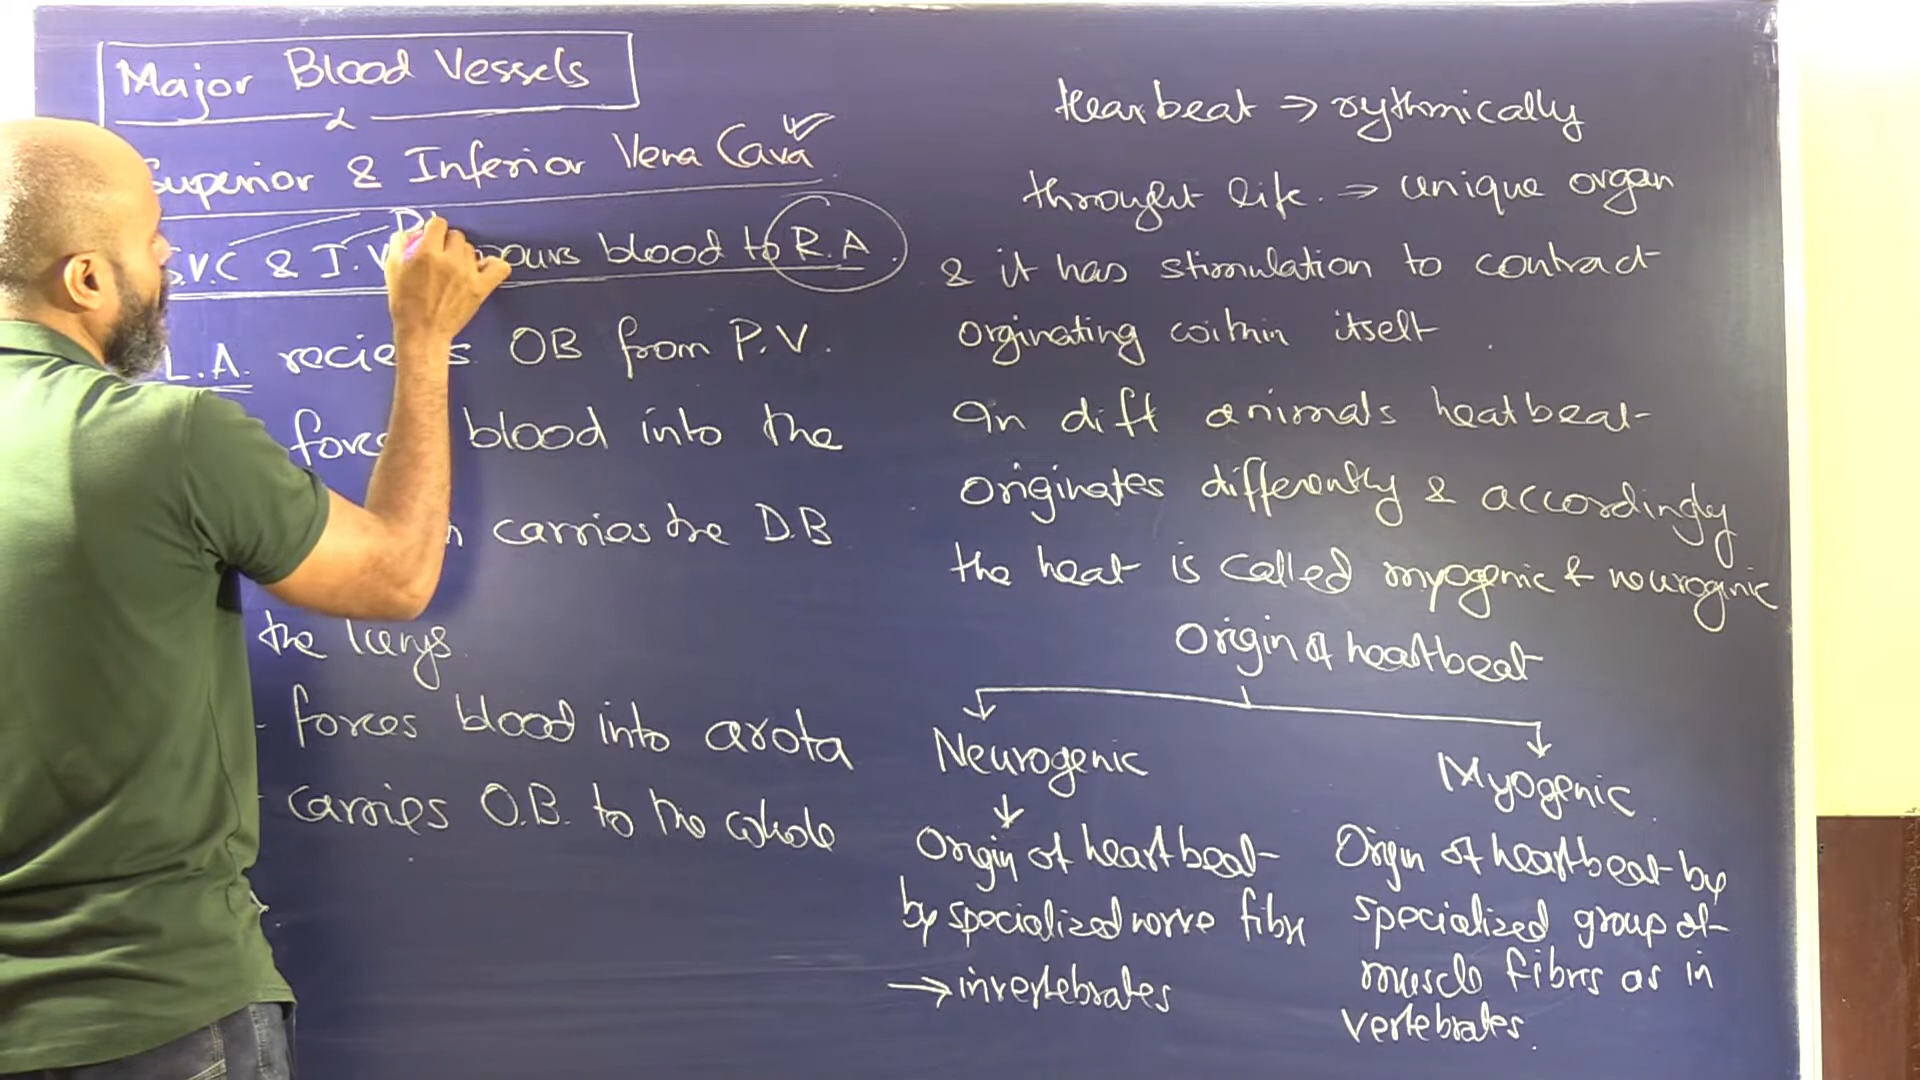 Major Blood Vessels
Superior & Inferior Vena Cava
S.V.C & I.V pours blood to R.A.
L.A. recieves OB from P.V.
forces blood into the
carries the D.B
the lungs.
- forces blood into arota
- carries O.B. to the whole
Hearbeat → rythmically
throught life. → unique organ
& it has stimulation to contract
orginating within itself.
In diff animals heatbeat
originates differently & accordingly
the heat is called myogenic & neuroginic
Origin of heartbeat
Neurogenic
Origin of heartbeat
by specialized nerve fibre
→ invertebrates
Myogenic.
Origin of heartbeat by
specialized group of
muscle fibres as in
vertebrates.